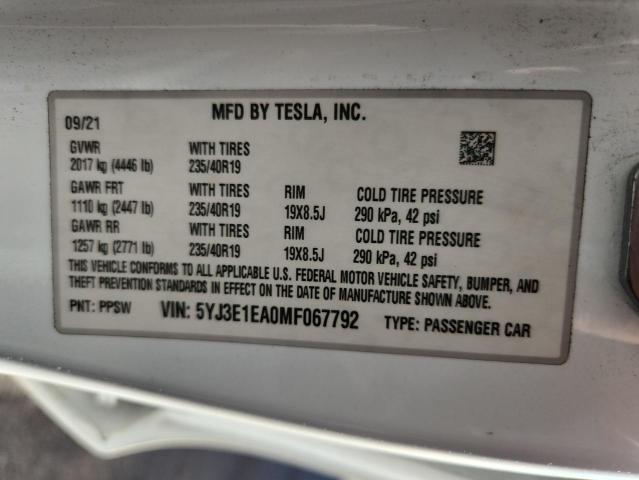 MFD BY TESLA, INC.
09/21
GVWR WITH TIRES
2017 kg (4446 lb) 235/40R19
GAWR FRT WITH TIRES RIM COLD TIRE PRESSURE
1110 kg (2447 lb) 235/40R19 19X8.5J 290 kPa, 42 psi
GAWR RR WITH TIRES RIM COLD TIRE PRESSURE
1257 kg (2771 lb) 235/40R19 19X8.5J 290 kPa, 42 psi
THIS VEHICLE CONFORMS TO ALL APPLICABLE U.S. FEDERAL MOTOR VEHICLE SAFETY, BUMPER, AND
THEFT PREVENTION STANDARDS IN EFFECT ON THE DATE OF MANUFACTURE SHOWN ABOVE.
PNT: PPSW VIN: 5YJ3E1EA0MF067792 TYPE: PASSENGER CAR